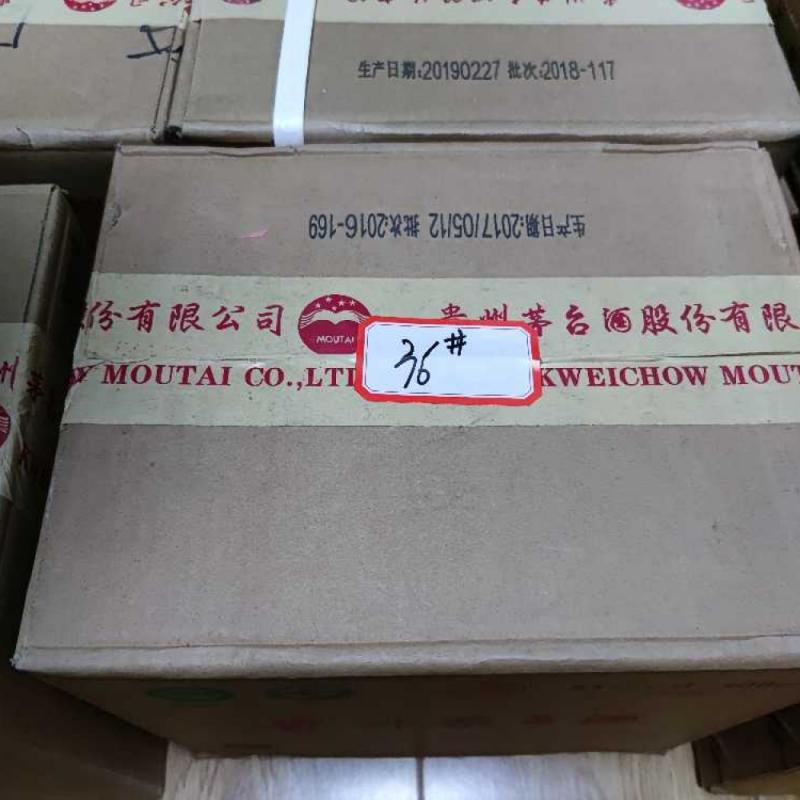 生产日期:20190227 批次:2018-117
生产日期:2017/05/12 批次:2016-169
份有限公司
MOUTAI
贵州茅台酒股份有限
MOUTAI CO.,LT
KWEICHOW MOUT
36#
州